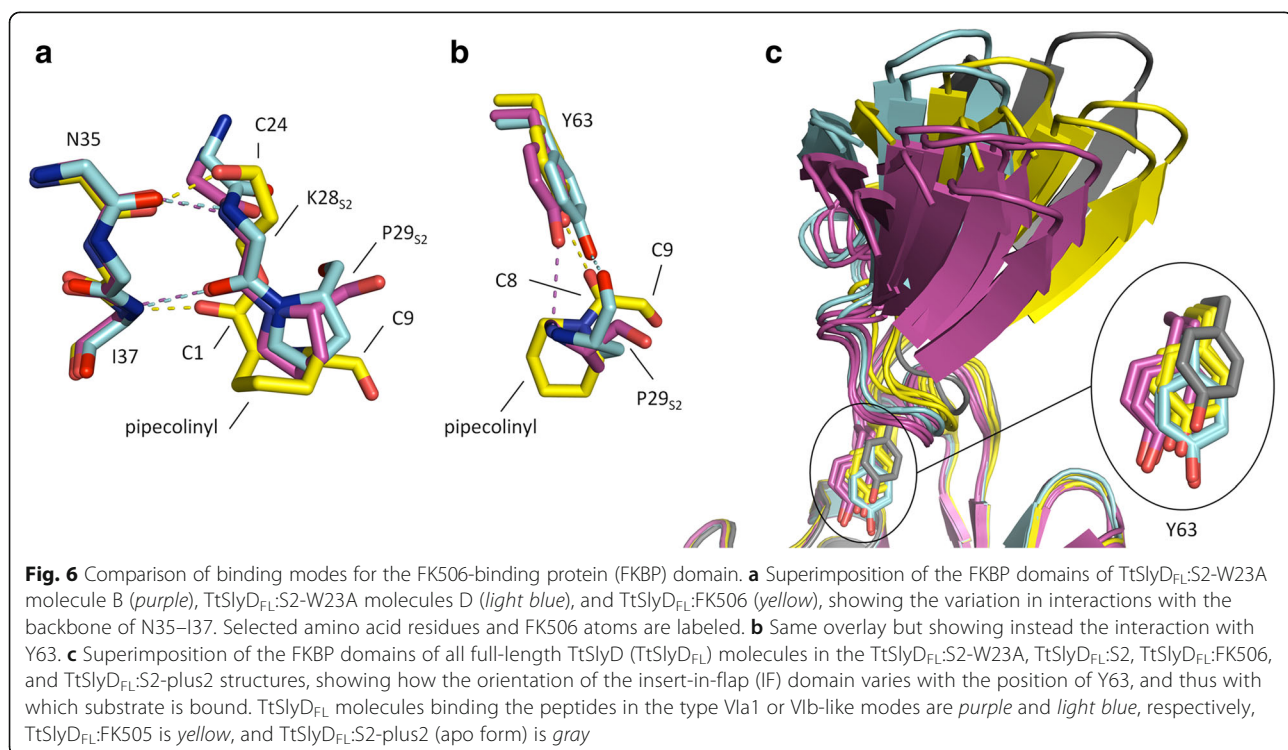 a
b
c
N35
C24
K28S2
P29S2
C9
C1
I37
pipecolinyl
Y63
C8
C9
P29S2
pipecolinyl
Y63
Fig. 6 Comparison of binding modes for the FK506-binding protein (FKBP) domain. a Superimposition of the FKBP domains of TtSlyDFL:S2-W23A
molecule B (purple), TtSlyDFL:S2-W23A molecules D (light blue), and TtSlyDFL:FK506 (yellow), showing the variation in interactions with the
backbone of N35–I37. Selected amino acid residues and FK506 atoms are labeled. b Same overlay but showing instead the interaction with
Y63. c Superimposition of the FKBP domains of all full-length TtSlyD (TtSlyDFL) molecules in the TtSlyDFL:S2-W23A, TtSlyDFL:S2, TtSlyDFL:FK506,
and TtSlyDFL:S2-plus2 structures, showing how the orientation of the insert-in-flap (IF) domain varies with the position of Y63, and thus with
which substrate is bound. TtSlyDFL molecules binding the peptides in the type VIa1 or VIb-like modes are purple and light blue, respectively,
TtSlyDFL:FK505 is yellow, and TtSlyDFL:S2-plus2 (apo form) is gray